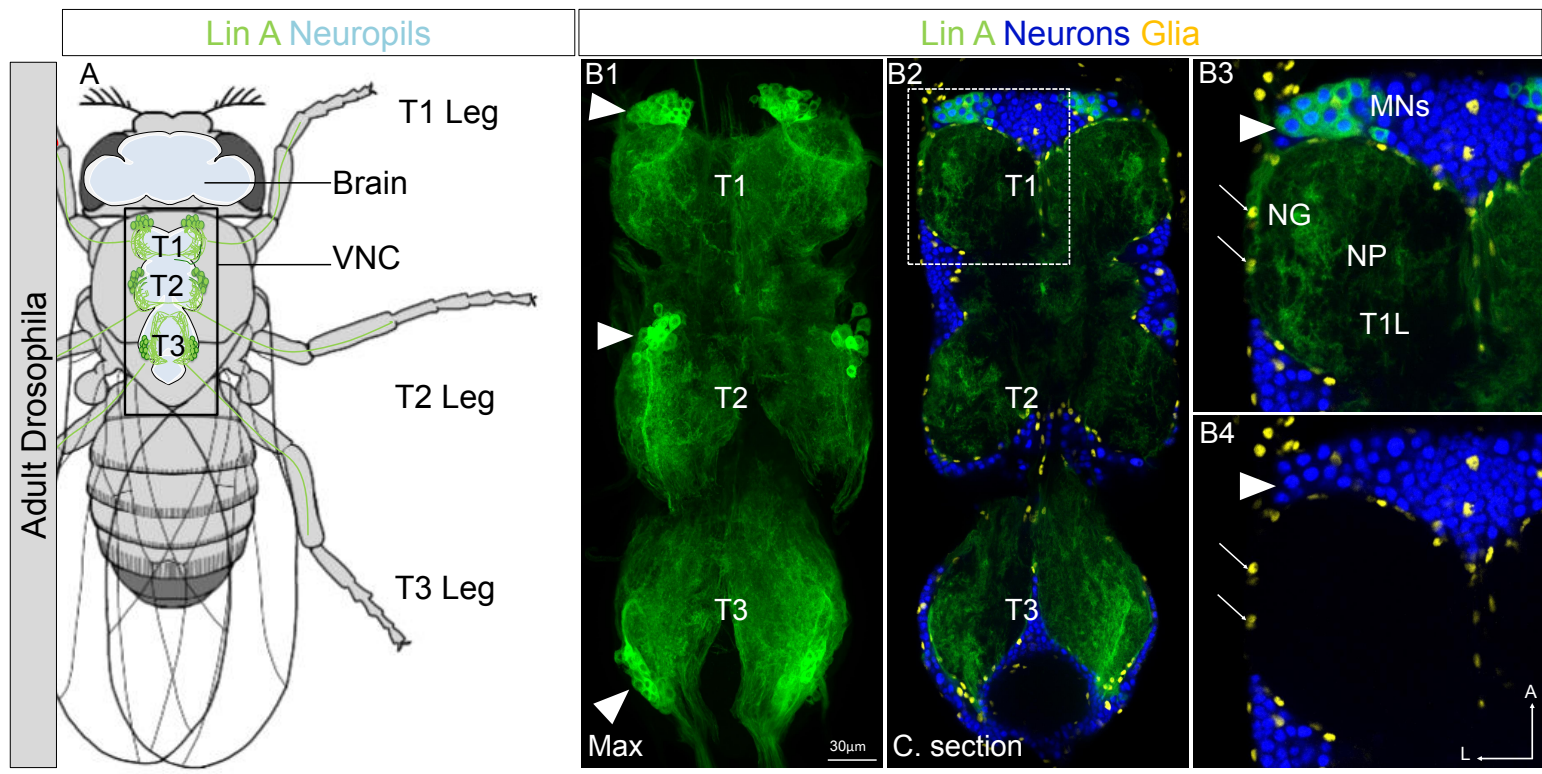 Lin A Neuropils
Lin A Neurons Glia
Adult Drosophila
A
T1 Leg
Brain
T1
VNC
T2
T3
T2 Leg
T3 Leg
B1
T1
T2
T3
Max
30µm
B2
T1
T2
T3
C. section
B3
MNs
NG
NP
T1L
B4
A
L